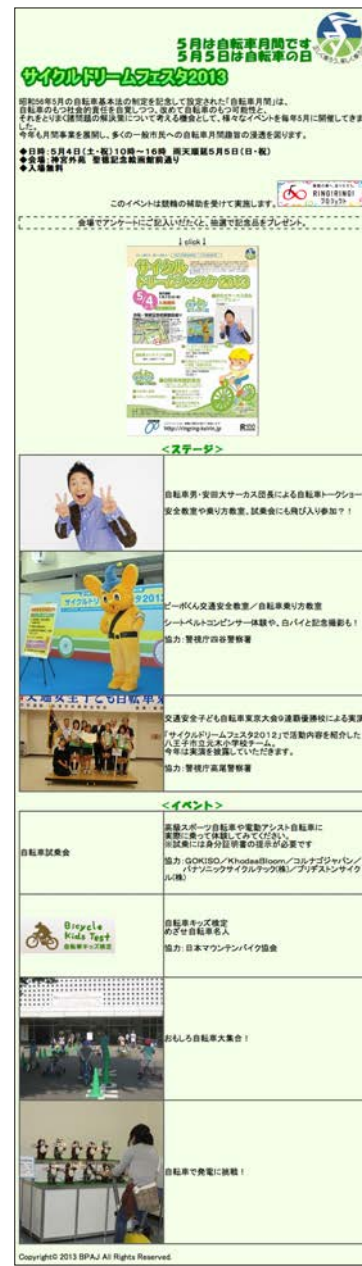 5月は自転車月間です
5月5日は自転車の日
サイクルドリームフェスタ2013
昭和56年5月の自転車基本法の制定を記念して設定された「自転車月間」は、
自転車のもつ社会的責任を自覚しつつ、改めて自転車のもつ可能性と、
それをとりまく諸問題の解決策について考える機会として、様々なイベントを毎年5月に開催してきま
した。
今年も月間事業を展開し、多くの一般市民への自転車月間趣旨の浸透を図ります。
◆日時:5月4日(土・祝)10時~16時 雨天順延5月5日(日・祝)
◆会場:神宮外苑 聖徳記念絵画館前通り
◆入場無料
このイベントは競輪の補助を受けて実施します。
RING!RING!
プロジェクト
会場でアンケートにご記入いただくと、抽選で記念品をプレゼント。
↓click↓
サイクル
ドリームフェスタ2013
5/4
http://ringring-keirin.jp
<ステージ>
自転車男・安田大サーカス団長による自転車トークショー
安全教室や乗り方教室、試乗会にも飛び入り参加?!
サイクルドリ
2012
ピーポくん交通安全教室/自転車乗り方教室
シートベルトコンビンサー体験や、白バイと記念撮影も!
協力:警視庁四谷警察署
交通安全子ども自転車東京大会9連覇優勝校による実演
「サイクルドリームフェスタ2012」で活動内容を紹介した
八王子市立元木小学校チーム。
今年は実演を披露していただきます。
協力:警視庁高尾警察署
<イベント>
自転車試乗会
高級スポーツ自転車や電動アシスト自転車に
実際に乗って体験してみてください。
※試乗には身分証明書の提示が必要です
協力:GOKISO/KhodaaBloom/コルナゴジャパン/
パナソニックサイクルテック(株)/ブリヂストンサイク
ル(株)
Bicycle
Kids Test
自転車キッズ検定
自転車キッズ検定
めざせ自転車名人
協力:日本マウンテンバイク協会
おもしろ自転車大集合!
自転車で発電に挑戦!
Copyright© 2013 BPAJ All Rights Reserved.